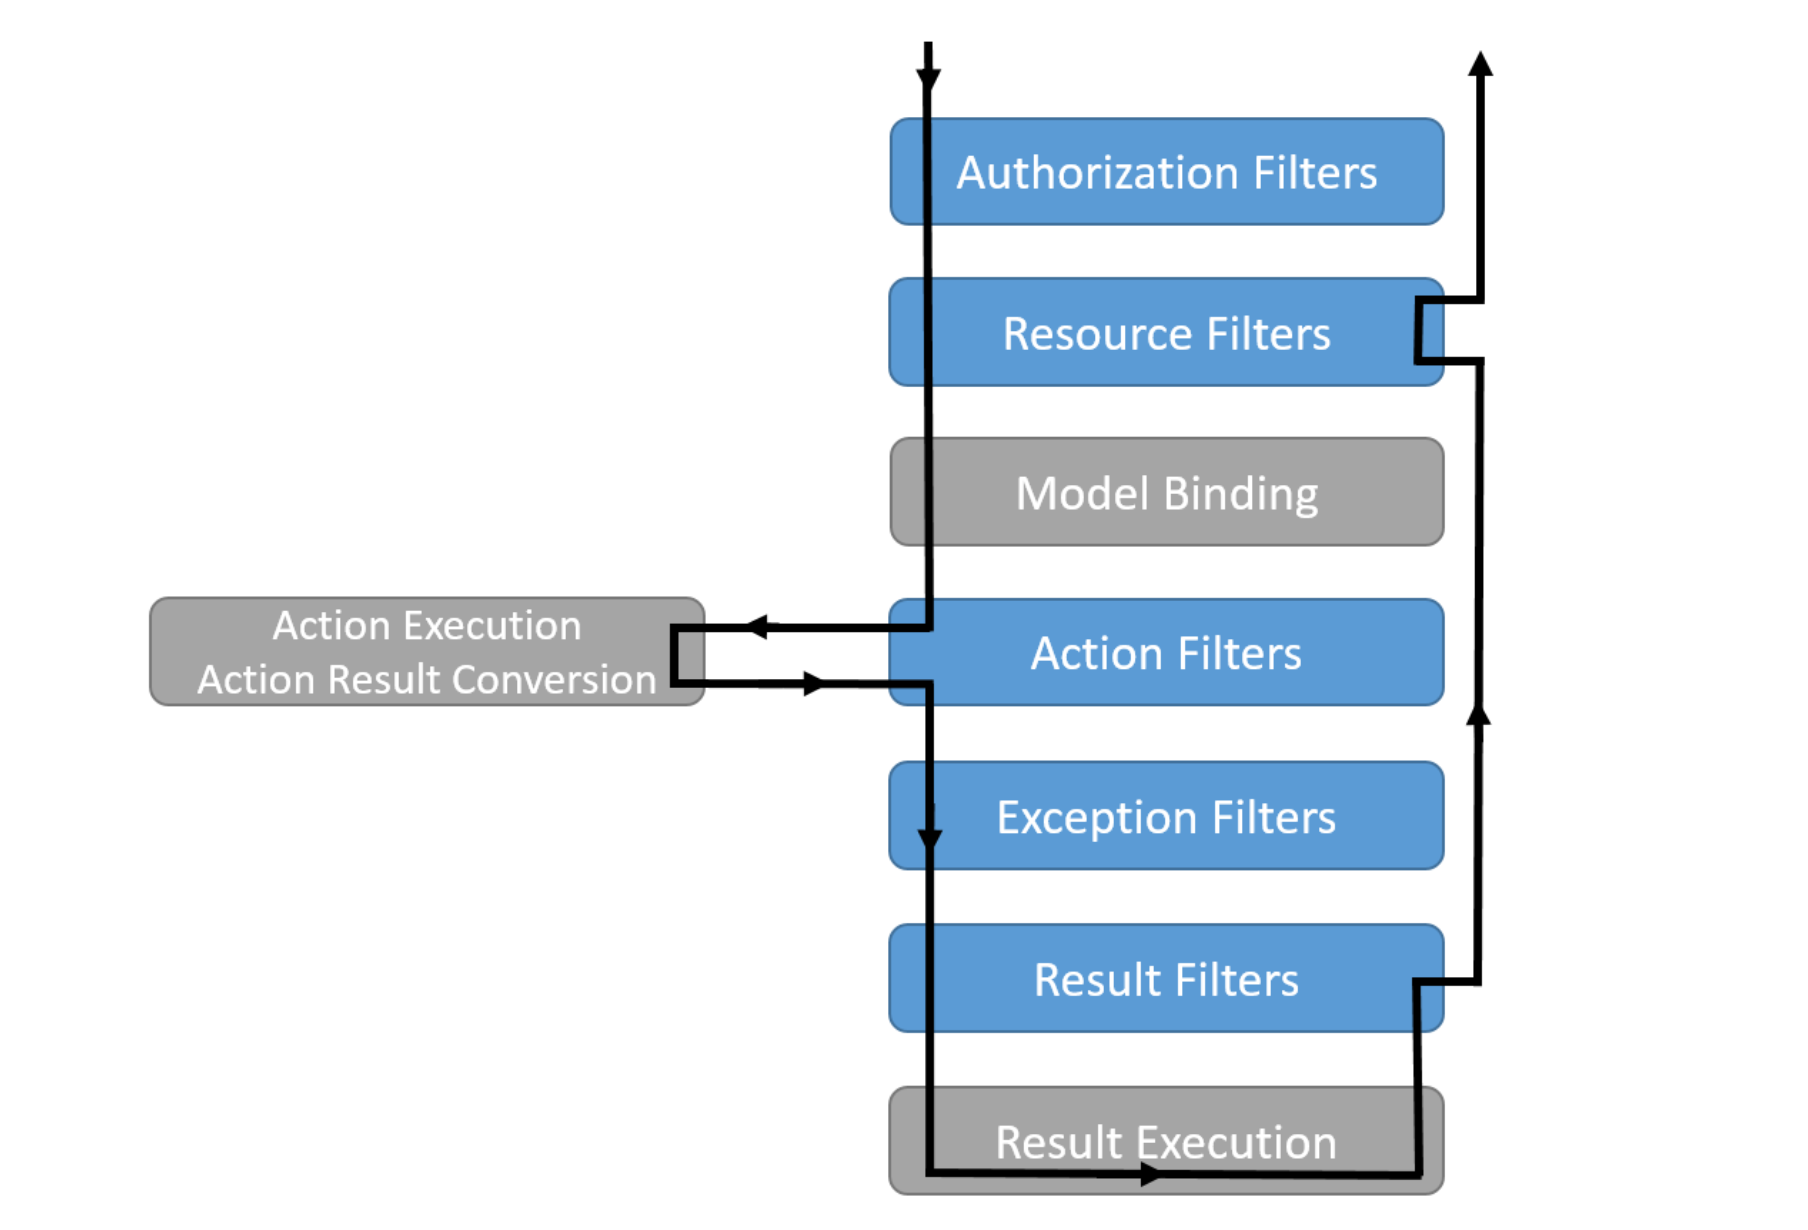 Authorization Filters
Resource Filters
Model Binding
Action Execution
Action Result Conversion
Action Filters
Exception Filters
Result Filters
Result Execution